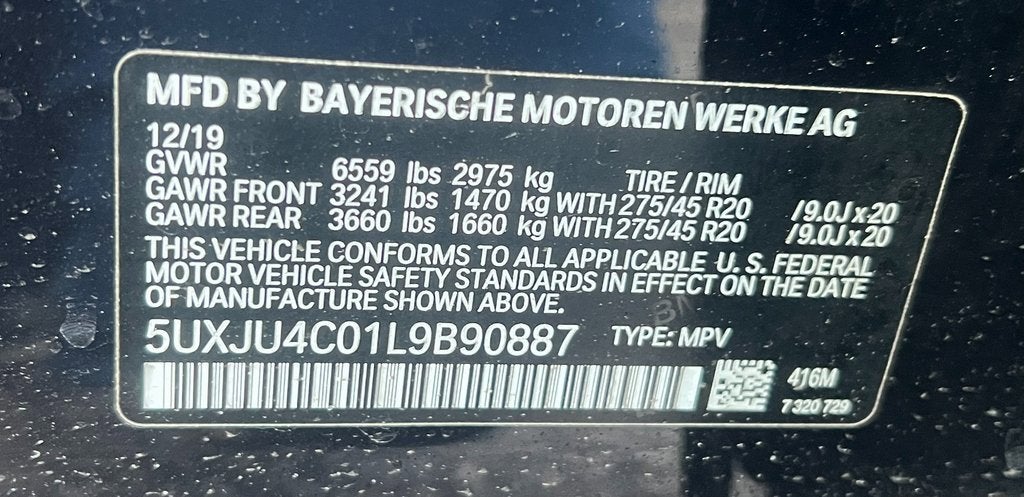 MFD BY BAYERISCHE MOTOREN WERKE AG
12/19
GVWR 6559 lbs 2975 kg TIRE / RIM
GAWR FRONT 3241 lbs 1470 kg WITH 275/45 R20 /9.0J x 20
GAWR REAR 3660 lbs 1660 kg WITH 275/45 R20 /9.0J x 20
THIS VEHICLE CONFORMS TO ALL APPLICABLE U. S. FEDERAL
MOTOR VEHICLE SAFETY STANDARDS IN EFFECT ON THE DATE
OF MANUFACTURE SHOWN ABOVE.
5UXJU4C01L9B90887 TYPE: MPV
416M
7 320 729